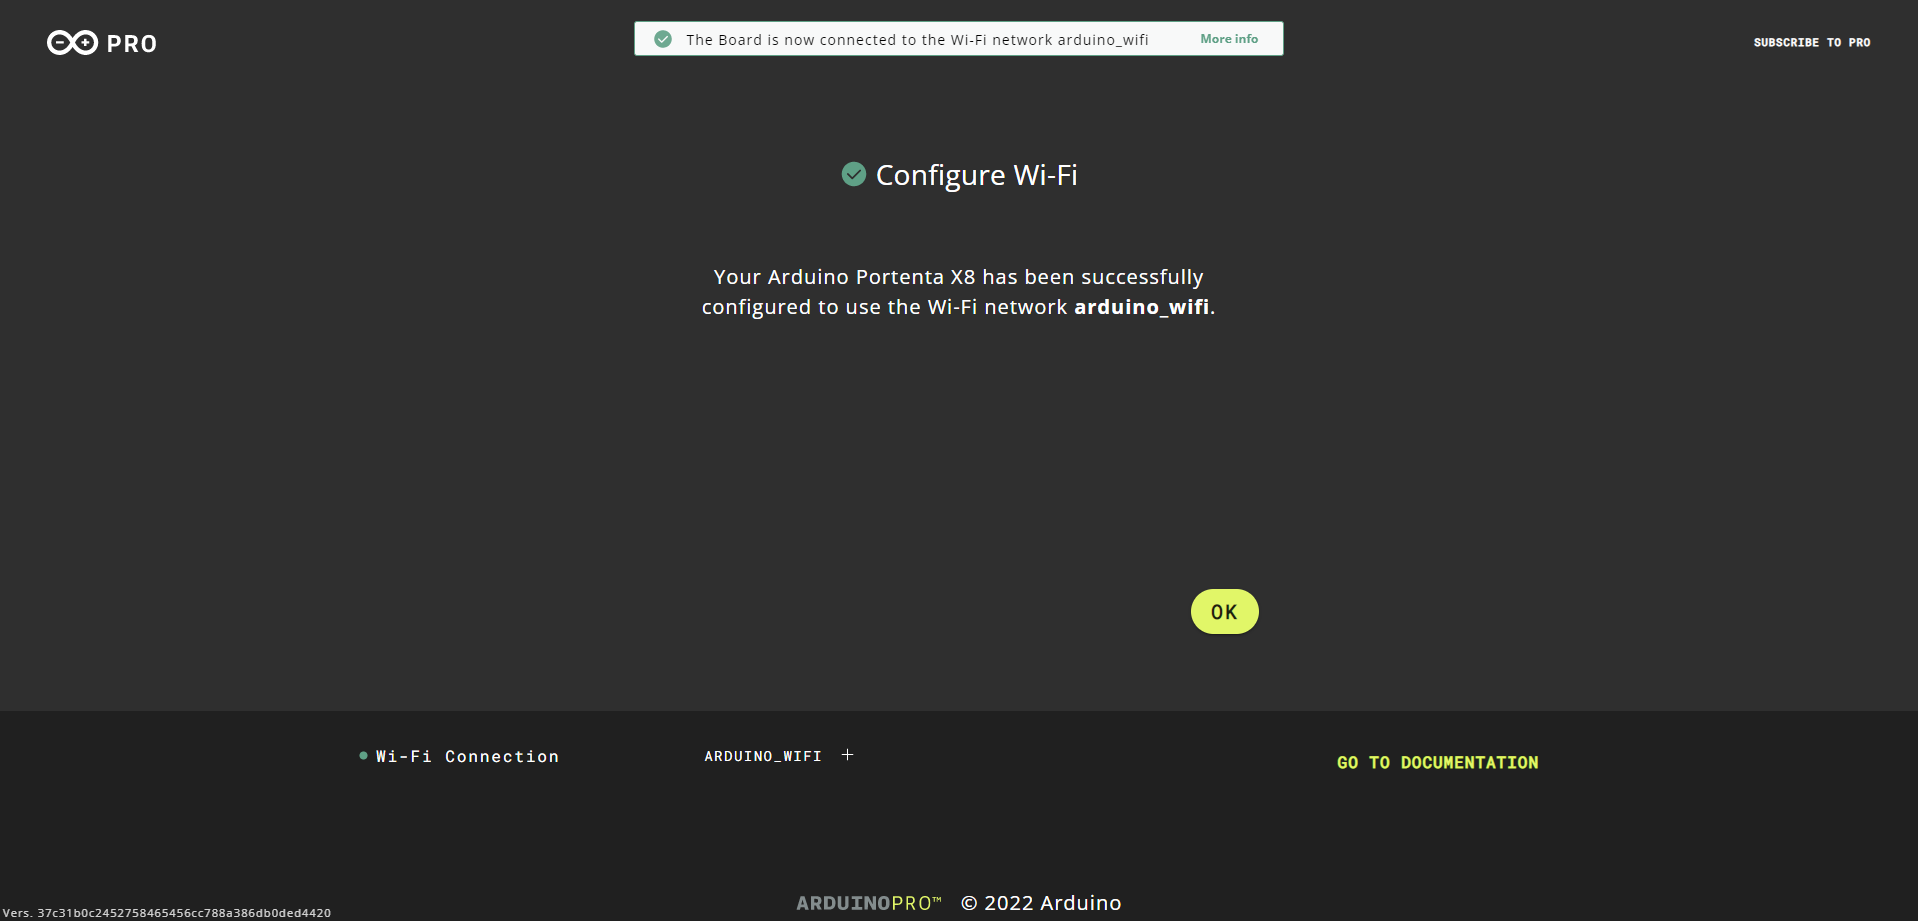 PRO
The Board is now connected to the Wi-Fi network arduino_wifi More info
SUBSCRIBE TO PRO
Configure Wi-Fi
Your Arduino Portenta X8 has been successfully
configured to use the Wi-Fi network arduino_wifi.
OK
Wi-Fi Connection
ARDUINO_WIFI +
GO TO DOCUMENTATION
Vers. 37c31b0c2452758465456cc788a386db0ded4420
ARDUINOPRO™ © 2022 Arduino